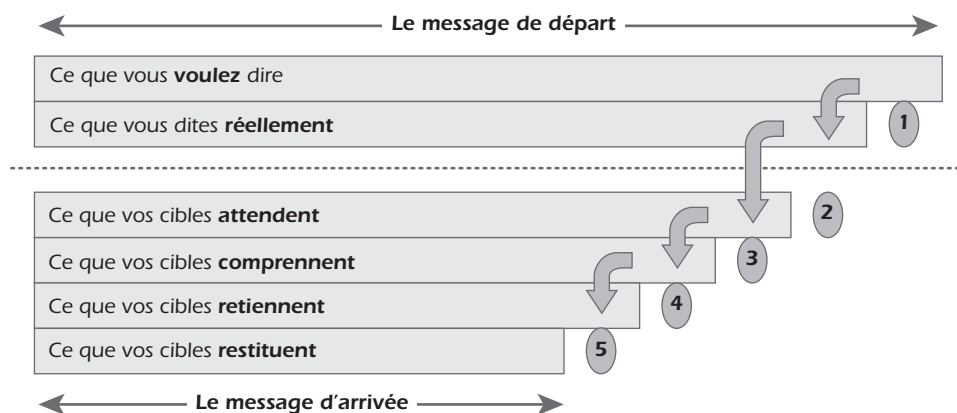 Le message de départ
Ce que vous voulez dire
Ce que vous dites réellement
1
Ce que vos cibles attendent
2
Ce que vos cibles comprennent
3
Ce que vos cibles retiennent
4
Ce que vos cibles restituent
5
Le message d'arrivée